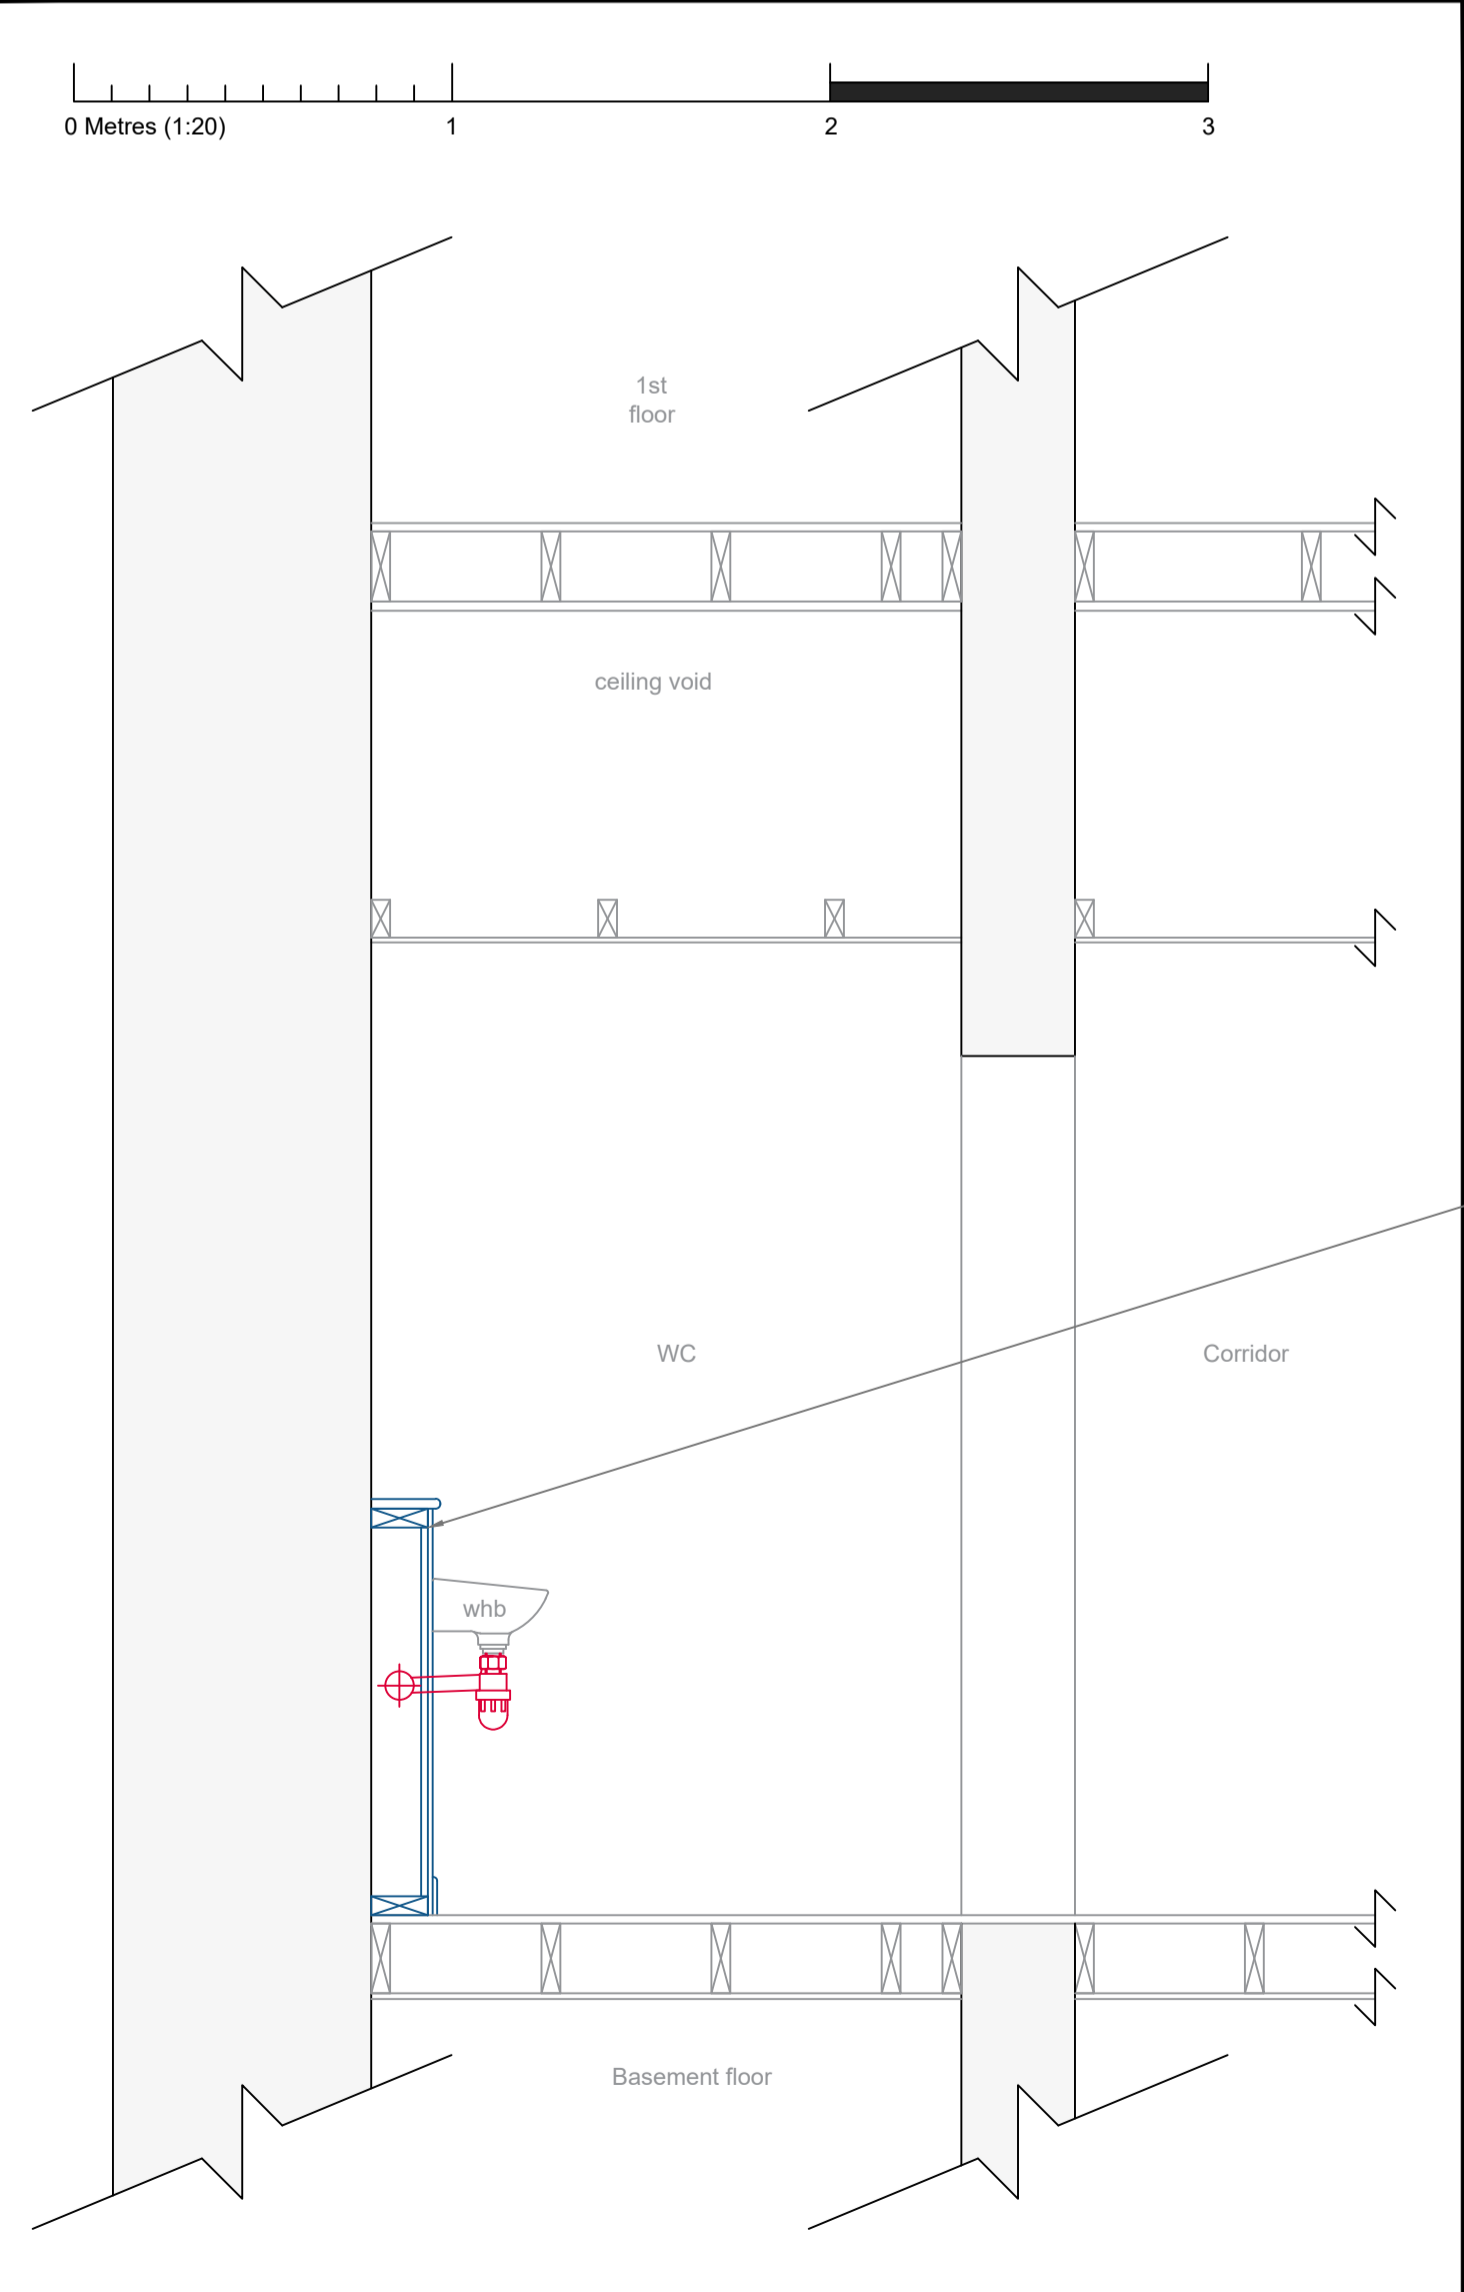 0 Metres (1:20) 1 2 3
1st
floor
ceiling void
WC Corridor
whb
Basement floor